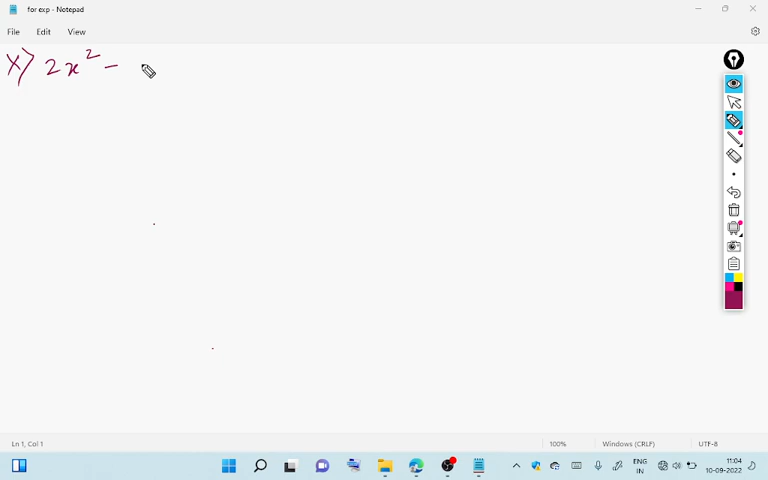 for exp - Notepad
File Edit View
X) 2x² -
Ln 1, Col 1 100% Windows (CRLF) UTF-8
ENG IN 11:04 10-09-2022